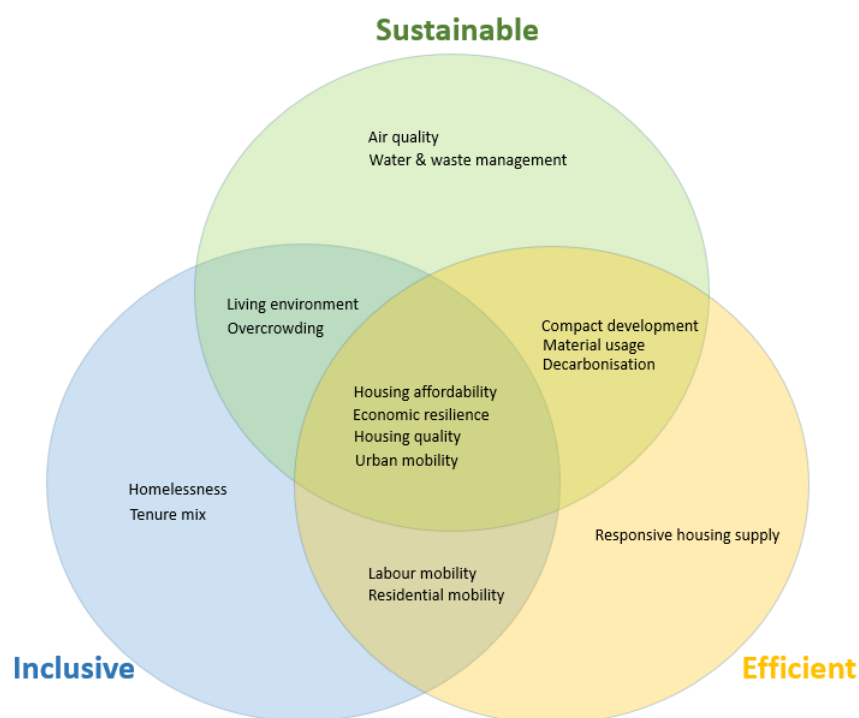 Sustainable
Air quality
Water & waste management
Living environment
Overcrowding
Compact development
Material usage
Decarbonisation
Housing affordability
Economic resilience
Housing quality
Urban mobility
Homelessness
Tenure mix
Responsive housing supply
Labour mobility
Residential mobility
Inclusive
Efficient